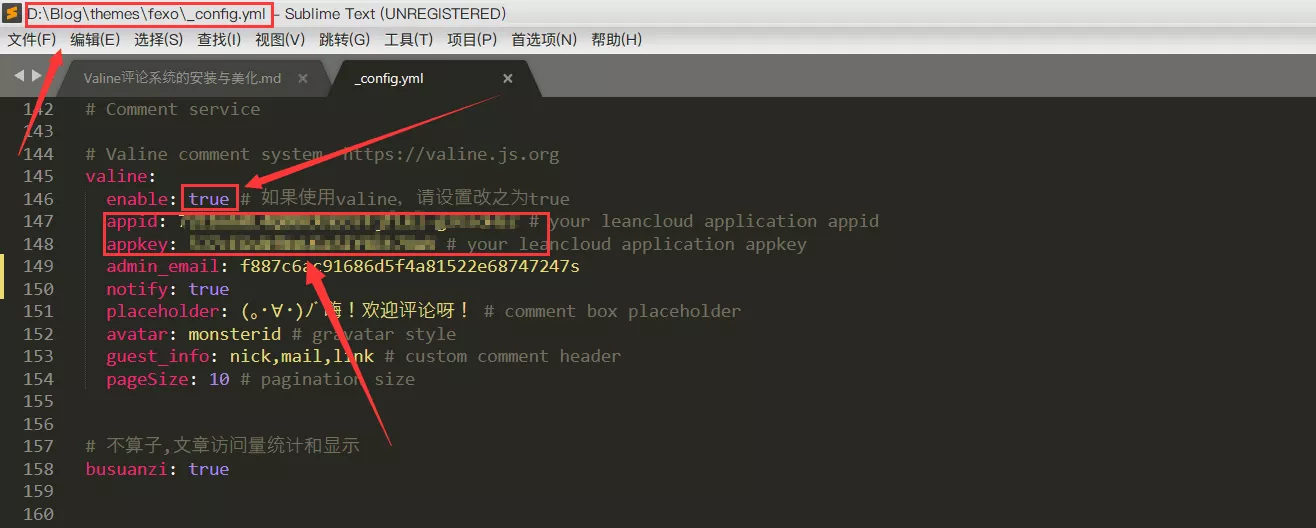 D:\Blog\themes\fexo\_config.yml - Sublime Text (UNREGISTERED)
文件(F) 编辑(E) 选择(S) 查找(I) 视图(V) 跳转(G) 工具(T) 项目(P) 首选项(N) 帮助(H)
Valine评论系统的安装与美化.md × _config.yml ×
142 # Comment service
143
144 # Valine comment system https://valine.js.org
145 valine:
146 enable: true # 如果使用valine，请设置改之为true
147 appid: # your leancloud application appid
148 appkey: # your leancloud application appkey
149 admin_email: f887c6ac91686d5f4a81522e68747247s
150 notify: true
151 placeholder: (｡･∀･)ﾉﾞ嗨！欢迎评论呀！ # comment box placeholder
152 avatar: monsterid # gravatar style
153 guest_info: nick,mail,link # custom comment header
154 pageSize: 10 # pagination size
155
156
157 # 不算子,文章访问量统计和显示
158 busuanzi: true
159
160